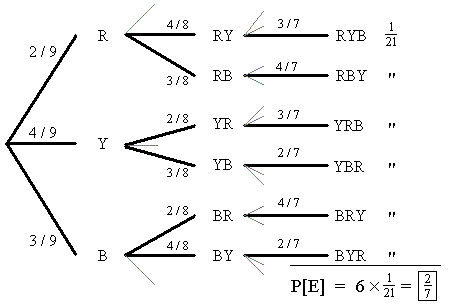 4/8 3/7
R RY RYB 1/21
2/9
3/8 4/7
RB RBY "
2/8 3/7
YR YRB "
4/9 Y
3/8 2/7
YB YBR "
2/8 4/7
BR BRY "
3/9
4/8 2/7
B BY BYR "
P[E] = 6 × 1/21 = 2/7